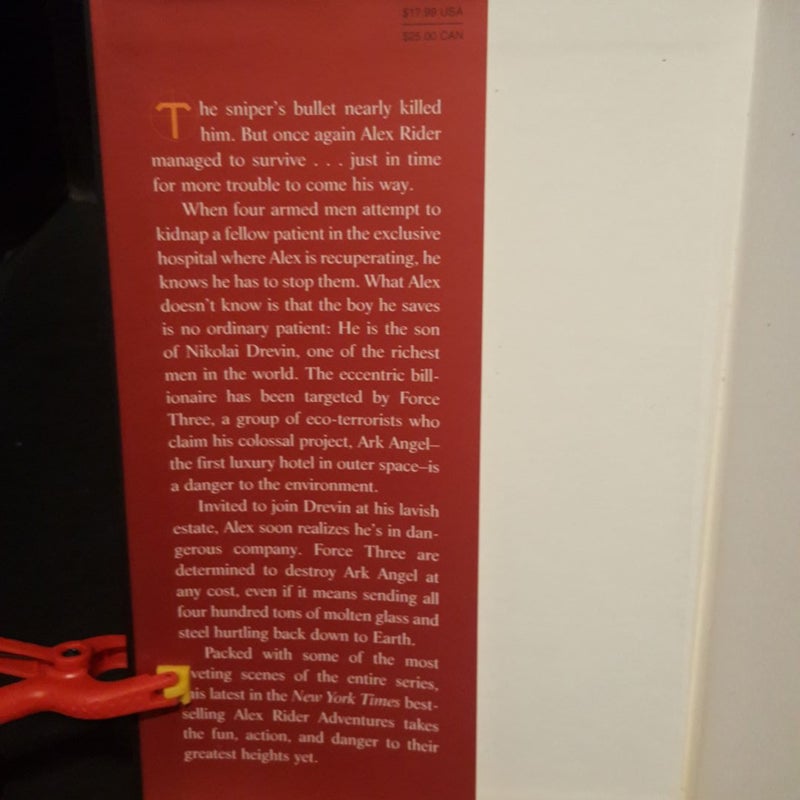 $17.99 USA
$25.00 CAN
The sniper's bullet nearly killed
him. But once again Alex Rider
managed to survive . . . just in time
for more trouble to come his way.
When four armed men attempt to
kidnap a fellow patient in the exclusive
hospital where Alex is recuperating, he
knows he has to stop them. What Alex
doesn't know is that the boy he saves
is no ordinary patient: He is the son
of Nikolai Drevin, one of the richest
men in the world. The eccentric bill-
ionaire has been targeted by Force
Three, a group of eco-terrorists who
claim his colossal project, Ark Angel—
the first luxury hotel in outer space—is
a danger to the environment.
Invited to join Drevin at his lavish
estate, Alex soon realizes he's in dan-
gerous company. Force Three are
determined to destroy Ark Angel at
any cost, even if it means sending all
four hundred tons of molten glass and
steel hurtling back down to Earth.
Packed with some of the most
veting scenes of the entire series,
his latest in the New York Times best-
selling Alex Rider Adventures takes
the fun, action, and danger to their
greatest heights yet.